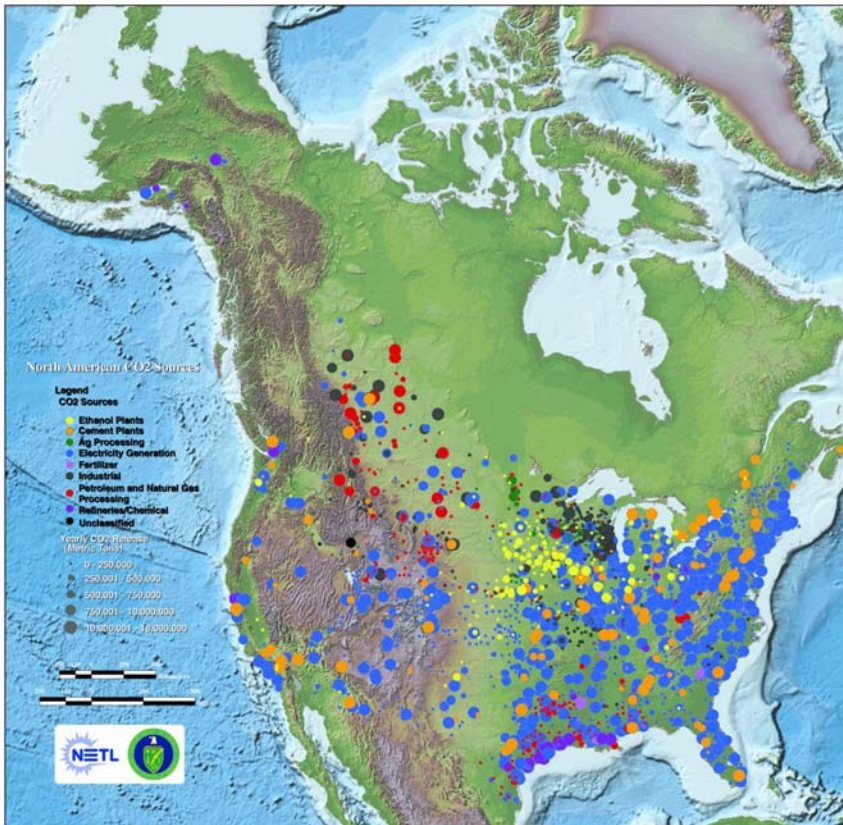 North American CO2 Sources
Legend
CO2 Sources
Ethanol Plants
Cement Plants
Ag Processing
Electricity Generation
Fertilizer
Industrial
Petroleum and Natural Gas
Processing
Refineries/Chemical
Unclassified
Yearly CO2 Release
(Metric Tons)
0 - 250,000
250,001 - 500,000
500,001 - 750,000
750,001 - 10,000,000
10,000,001 - 18,000,000
NETL